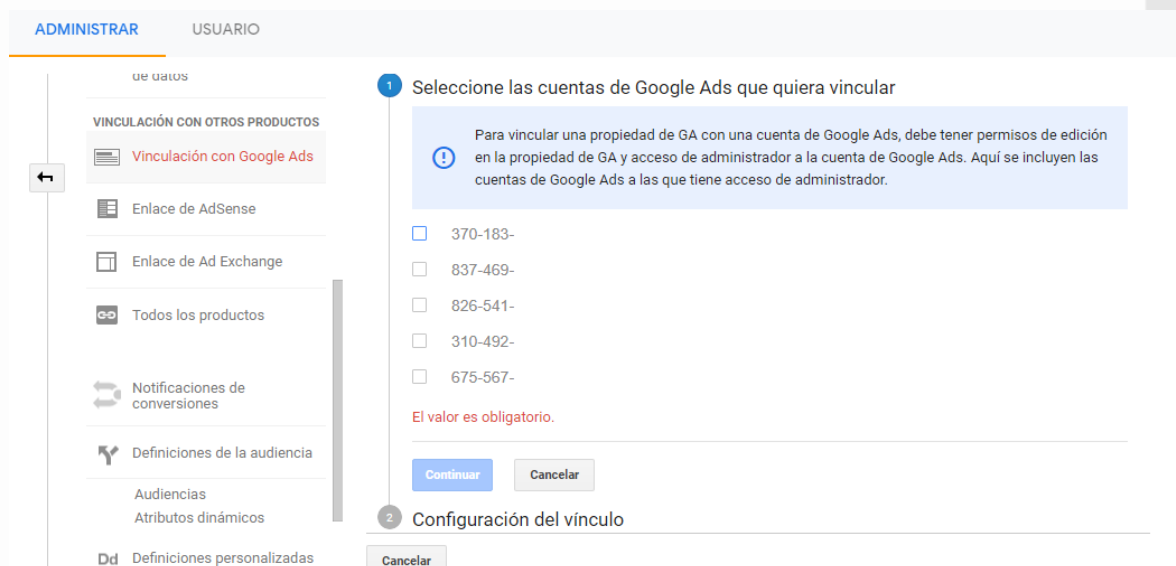 ADMINISTRAR
USUARIO
de datos
VINCULACIÓN CON OTROS PRODUCTOS
Vinculación con Google Ads
Enlace de AdSense
Enlace de Ad Exchange
Todos los productos
Notificaciones de
conversiones
Definiciones de la audiencia
Audiencias
Atributos dinámicos
Dd Definiciones personalizadas
1 Seleccione las cuentas de Google Ads que quiera vincular
Para vincular una propiedad de GA con una cuenta de Google Ads, debe tener permisos de edición
en la propiedad de GA y acceso de administrador a la cuenta de Google Ads. Aquí se incluyen las
cuentas de Google Ads a las que tiene acceso de administrador.
370-183-
837-469-
826-541-
310-492-
675-567-
El valor es obligatorio.
Continuar
Cancelar
2 Configuración del vínculo
Cancelar